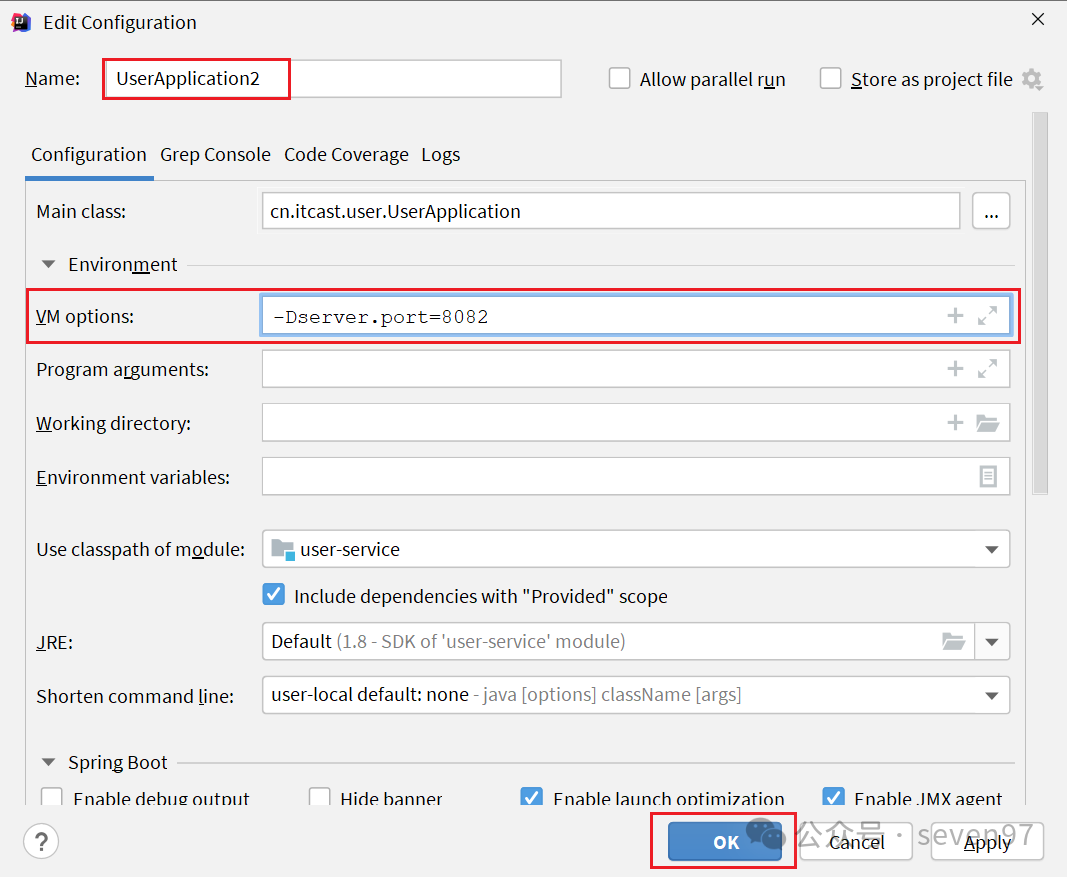 Edit Configuration
Name: UserApplication2 Allow parallel run Store as project file
Configuration Grep Console Code Coverage Logs
Main class: cn.itcast.user.UserApplication ...
Environment
VM options: -Dserver.port=8082
Program arguments:
Working directory:
Environment variables:
Use classpath of module: user-service
Include dependencies with "Provided" scope
JRE: Default (1.8 - SDK of 'user-service' module)
Shorten command line: user-local default: none - java [options] className [args]
Spring Boot
Enable debug output Hide banner Enable launch optimization Enable JMX agent
? OK Cancel Apply
公众号 · seven97